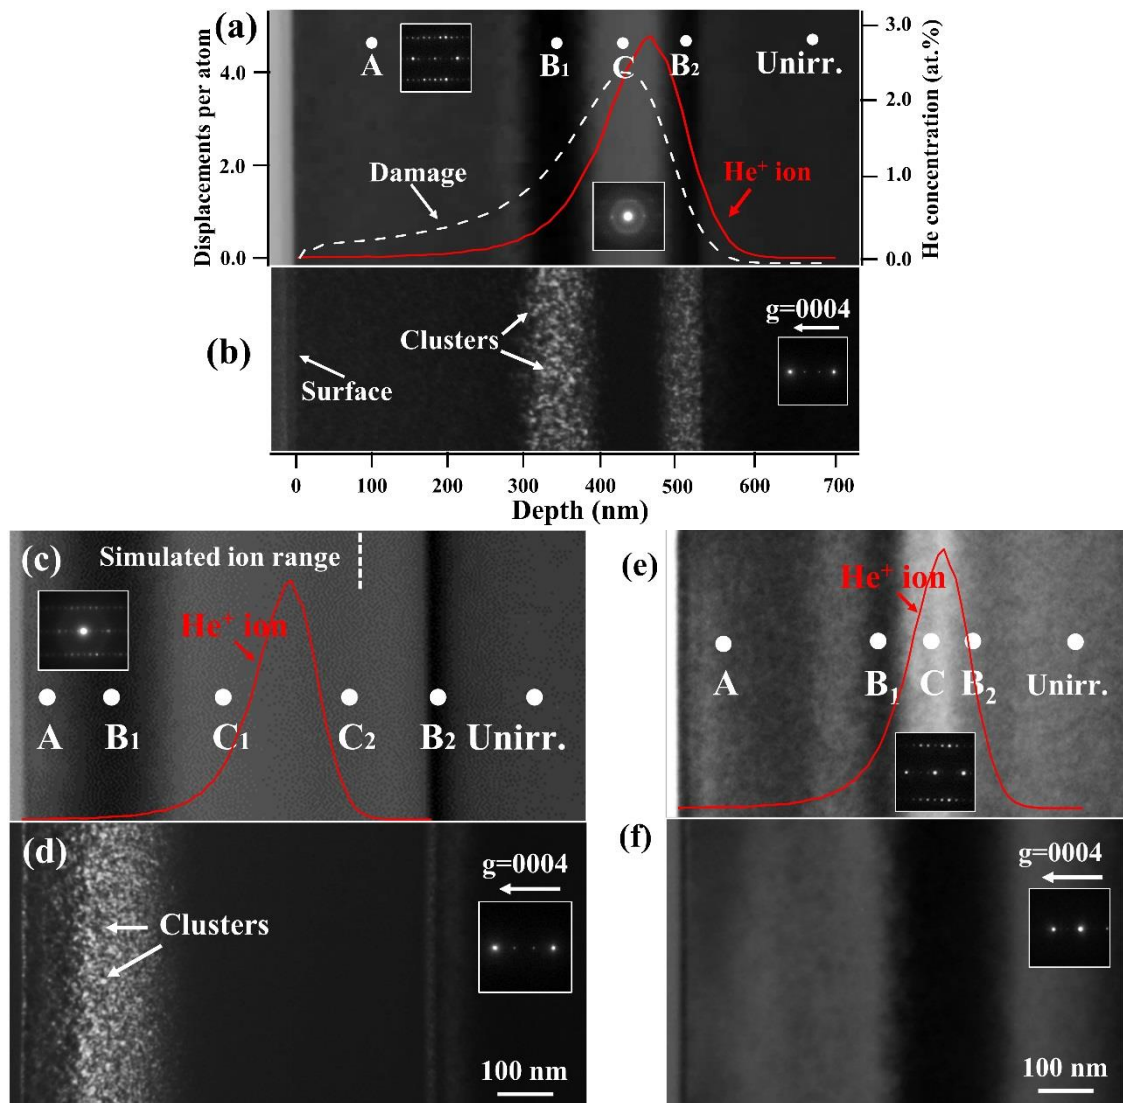 (a)
Displacements per atom
4.0
2.0
0.0
A
B1
C
B2
Unirr.
3.0
2.0
1.0
0.0
He concentration (at.%)
Damage
He+ ion
(b)
Clusters
Surface
g=0004
0 100 200 300 400 500 600 700
Depth (nm)
(c)
Simulated ion range
He+ ion
A B1 C1 C2 B2 Unirr.
(d)
Clusters
g=0004
100 nm
(e)
He+ ion
A B1 C B2 Unirr.
(f)
g=0004
100 nm